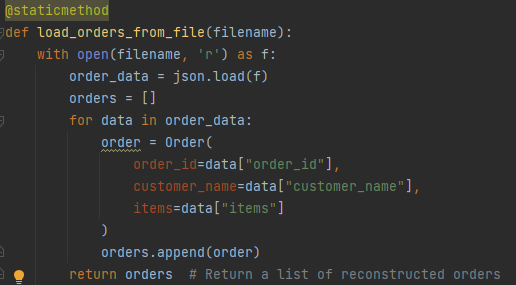 @staticmethod
def load_orders_from_file(filename):
    with open(filename, 'r') as f:
        order_data = json.load(f)
        orders = []
        for data in order_data:
            order = Order(
                order_id=data["order_id"],
                customer_name=data["customer_name"],
                items=data["items"]
            )
            orders.append(order)
        return orders  # Return a list of reconstructed orders